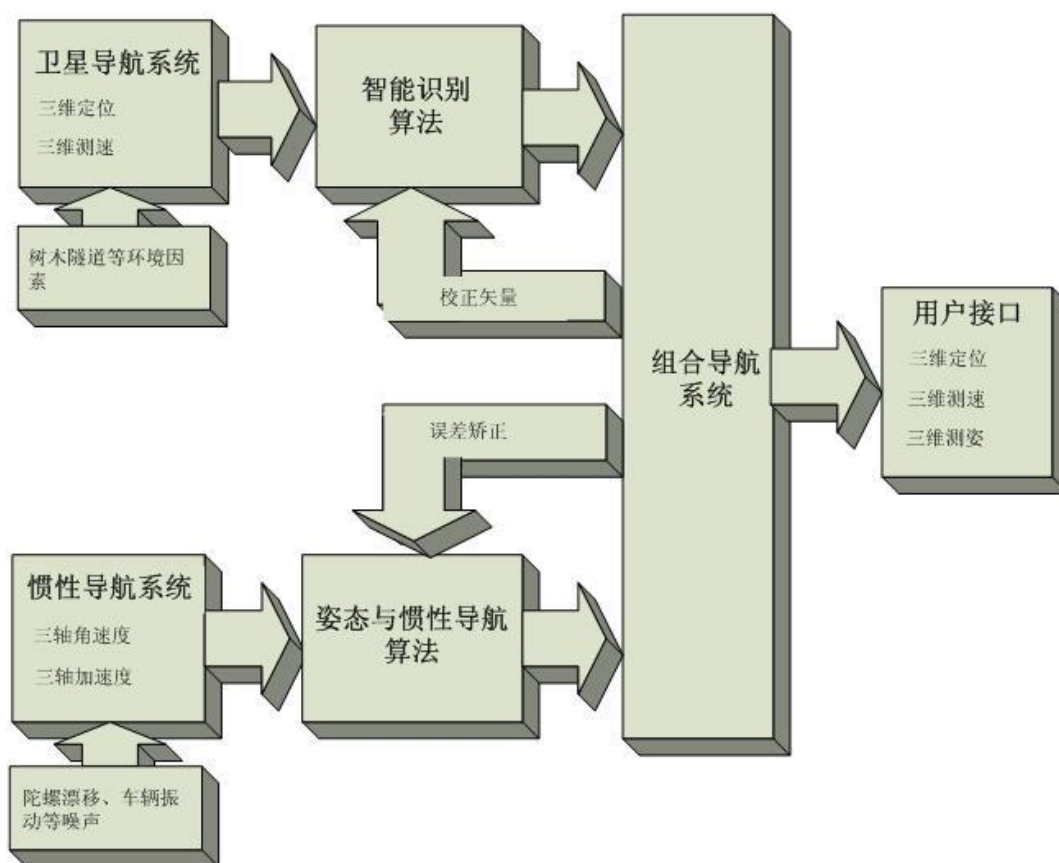 卫星导航系统
三维定位
三维测速
智能识别
算法
树木隧道等环境因
素
校正矢量
组合导航
系统
用户接口
三维定位
三维测速
三维测姿
误差矫正
惯性导航系统
三轴角速度
三轴加速度
姿态与惯性导航
算法
陀螺漂移、车辆振
动等噪声